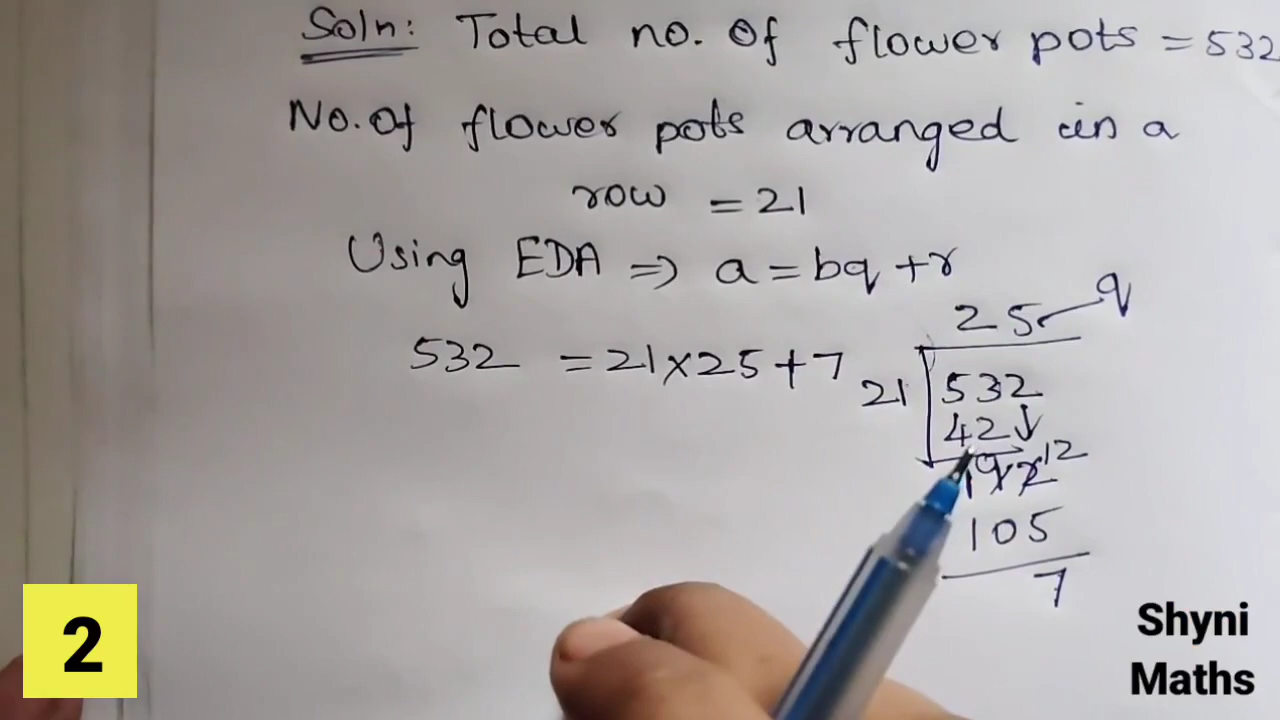 Soln: Total no. of flower pots = 532
No. of flower pots arranged in a
row = 21
Using EDA ⇒ a = bq + r
25 q
532 = 21 × 25 + 7
21 532
42↓
12
105
7
2
Shyni
Maths